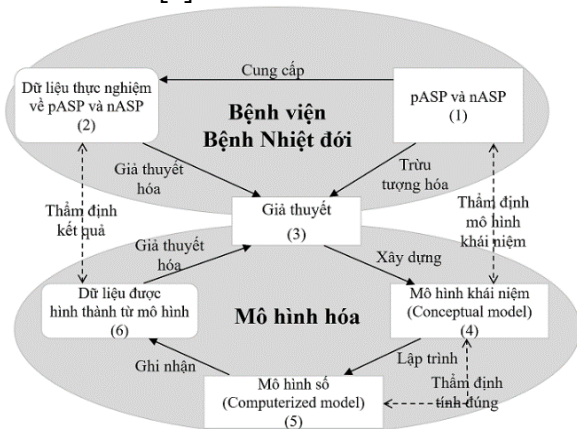 Cung cấp
Dữ liệu thực nghiệm
về pASP và nASP
(2)
pASP và nASP
(1)
Bệnh viện
Bệnh Nhiệt đới
Giả thuyết
hóa
Trừu
tượng hóa
Thẩm định
kết quả
Giả thuyết
(3)
Thẩm định
mô hình
khái niệm
Giả thuyết
hóa
Xây dựng
Dữ liệu được
hình thành từ mô hình
(6)
Mô hình hóa
Mô hình khái niệm
(Conceptual model)
(4)
Ghi nhận
Lập trình
Mô hình số
(Computerized model)
(5)
Thẩm định
tính đúng